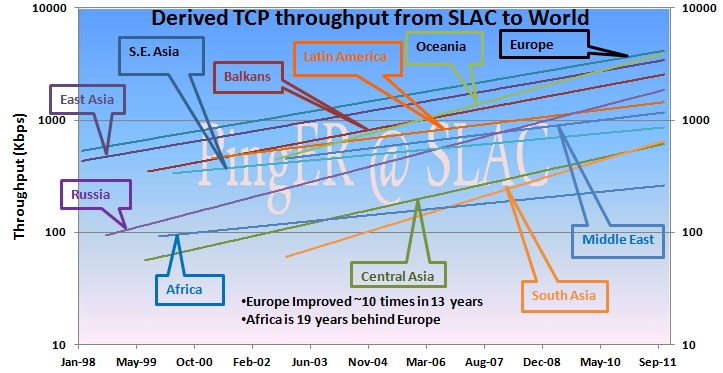 Derived TCP throughput from SLAC to World
10000
1000
100
10
Throughput (Kbps)
10000
1000
100
10
S.E. Asia
Latin America
Oceania
Europe
Balkans
East Asia
Russia
PingER @ SLAC
Africa
Central Asia
South Asia
Middle East
•Europe Improved ~10 times in 13 years
•Africa is 19 years behind Europe
Jan-98 May-99 Oct-00 Feb-02 Jun-03 Nov-04 Mar-06 Aug-07 Dec-08 May-10 Sep-11